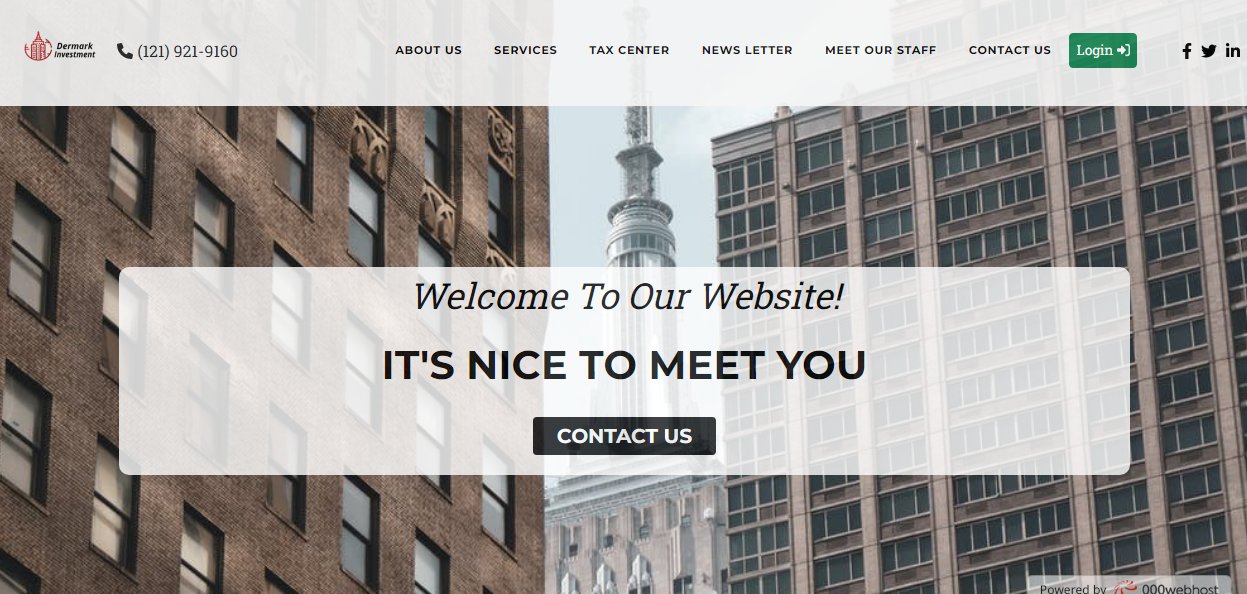 Dermark
Investment
(121) 921-9160
ABOUT US
SERVICES
TAX CENTER
NEWS LETTER
MEET OUR STAFF
CONTACT US
Login
Welcome To Our Website!
IT'S NICE TO MEET YOU
CONTACT US
Powered by 000webhost